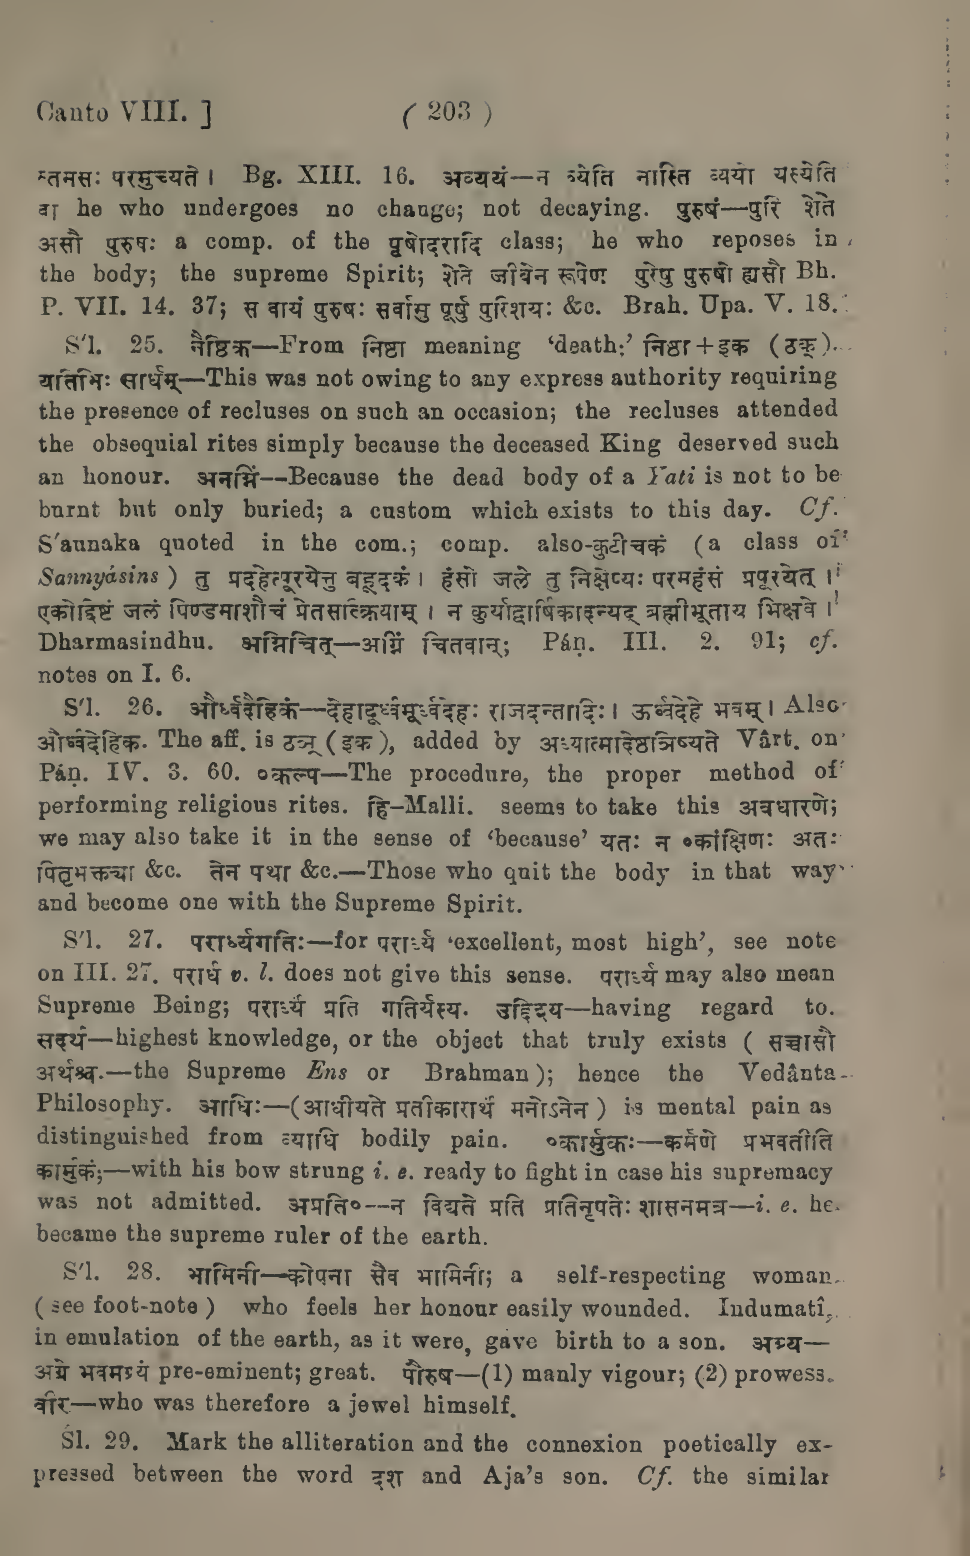 Canto VIII. ] ( 203 )
स्तमसः परमुच्यते । Bg. XIII. 16. अव्ययं—न व्येति नास्ति व्ययो यस्येति
वा he who undergoes no change; not decaying. पुरुषं—पुरि शेते
असौ पुरुषः a comp. of the पृषोदरादि class; he who reposes in
the body; the supreme Spirit; शेते जीवेन रूपेण पुरेषु पुरुषो ह्यसौ Bh.
P. VII. 14. 37; स वायं पुरुषः सर्वासु पूर्षु पुरिशयः &c. Brah. Upa. V. 18.
S'l. 25. नैष्ठिक—From निष्ठा meaning ‘death;’ निष्ठा+इक (ठक्).
यतिभिः सार्धम्—This was not owing to any express authority requiring
the presence of recluses on such an occasion; the recluses attended
the obsequial rites simply because the deceased King deserved such
an honour. अनग्निं--Because the dead body of a Yati is not to be
burnt but only buried; a custom which exists to this day. Cf.
S'aunaka quoted in the com.; comp. also-कुटीचकं (a class of
Sannyásins ) तु प्रदहेत्पूरयेत्तु बहूदकं । हंसो जले तु निक्षेप्यः परमहंसं प्रपूरयेत् ।
एकोद्दिष्टं जलं पिण्डमाशौचं प्रेतसत्क्रियाम् । न कुर्याद्वार्षिकादन्यद् ब्रह्मीभूताय भिक्षवे ।
Dharmasindhu. अग्निचित्—अग्निं चितवान्; Páṇ. III. 2. 91; cf.
notes on I. 6.
S'l. 26. और्ध्वदैहिकं—देहादूर्ध्वमूर्ध्वदेहः राजदन्तादिः । ऊर्ध्वदेहे भवम् । Also
और्ध्वदेहिक. The aff. is ठञ् (इक), added by अध्यात्मादेष्ठञिष्यते Vârt. on
Páṇ. IV. 3. 60. ०कल्प—The procedure, the proper method of
performing religious rites. हि–Malli. seems to take this अवधारणे;
we may also take it in the sense of ‘because’ यतः न ०कांक्षिणः अतः
पितृभक्त्या &c. तेन पथा &c.—Those who quit the body in that way
and become one with the Supreme Spirit.
S'l. 27. परार्ध्यगतिः—for परार्ध्य ‘excellent, most high’, see note
on III. 27. परार्ध v. l. does not give this sense. परार्ध्य may also mean
Supreme Being; परार्ध्यं प्रति गतिर्यस्य. उद्दिश्य—having regard to.
सदर्थ—highest knowledge, or the object that truly exists ( सच्चासौ
अर्थश्च.—the Supreme Ens or Brahman ); hence the Vedânta
Philosophy. आधिः—(आधीयते प्रतीकारार्थं मनोऽनेन ) is mental pain as
distinguished from व्याधि bodily pain. ०कार्मुकः—कर्मणे प्रभवतीति
कार्मुकं;—with his bow strung i. e. ready to fight in case his supremacy
was not admitted. अप्रति०--न विद्यते प्रति प्रतिनृपतेः शासनमत्र—i. e. he
became the supreme ruler of the earth.
S'l. 28. भामिनी—कोपना सैव भामिनी; a self-respecting woman
( see foot-note ) who feels her honour easily wounded. Indumatî,
in emulation of the earth, as it were, gave birth to a son. अग्र्य—
अग्रे भवमग्र्यं pre-eminent; great. पौरुष—(1) manly vigour; (2) prowess.
वीर—who was therefore a jewel himself.
Śl. 29. Mark the alliteration and the connexion poetically ex-
pressed between the word दश and Aja's son. Cf. the similar